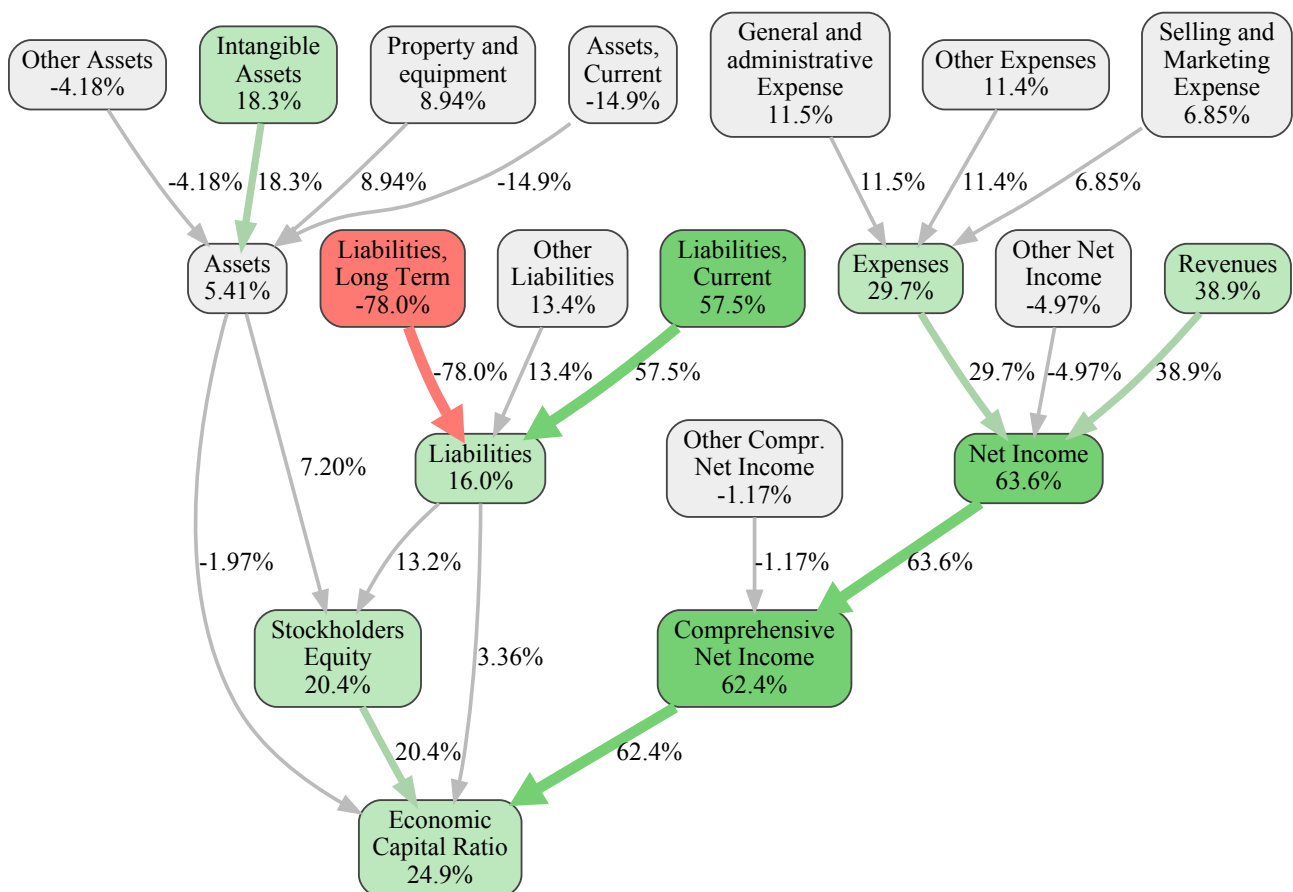 Other Assets
-4.18%
Intangible
Assets
18.3%
Property and
equipment
8.94%
Assets,
Current
-14.9%
General and
administrative
Expense
11.5%
Other Expenses
11.4%
Selling and
Marketing
Expense
6.85%
-4.18%
18.3%
8.94%
-14.9%
11.5%
11.4%
6.85%
Assets
5.41%
Liabilities,
Long Term
-78.0%
Other
Liabilities
13.4%
Liabilities,
Current
57.5%
Expenses
29.7%
Other Net
Income
-4.97%
Revenues
38.9%
-78.0%
13.4%
57.5%
29.7%
-4.97%
38.9%
7.20%
Liabilities
16.0%
Other Compr.
Net Income
-1.17%
Net Income
63.6%
-1.97%
13.2%
-1.17%
63.6%
Stockholders
Equity
20.4%
3.36%
Comprehensive
Net Income
62.4%
20.4%
62.4%
Economic
Capital Ratio
24.9%